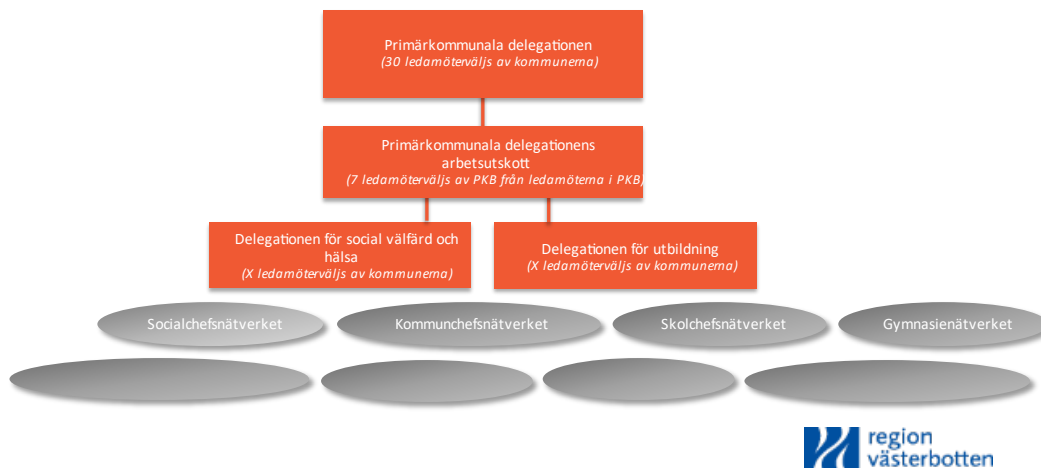 Primärkommunala delegationen
(30 ledamöterväljs av kommunerna)
Primärkommunala delegationens
arbetsutskott
(7 ledamöterväljs av PKB från ledamöterna i PKB)
Delegationen för social välfärd och
hälsa
(X ledamöterväljs av kommunerna)
Delegationen för utbildning
(X ledamöterväljs av kommunerna)
Socialchefsnätverket
Kommunchefsnätverket
Skolchefsnätverket
Gymnasienätverket
region
västerbotten